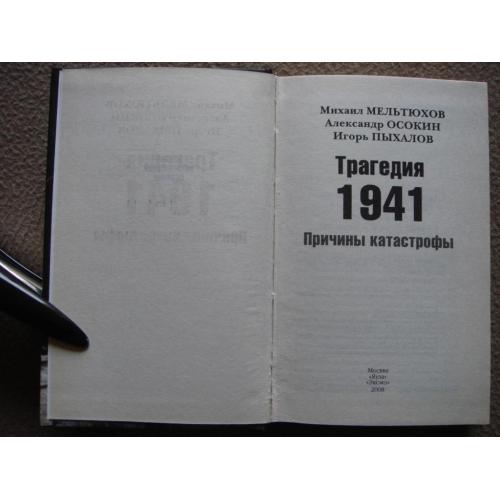 Михаил МЕЛЬТЮХОВ
Александр ОСОКИН
Игорь ПЫХАЛОВ
Трагедия
1941
Причины катастрофы
Москва
«Яуза»
«Эксмо»
2008